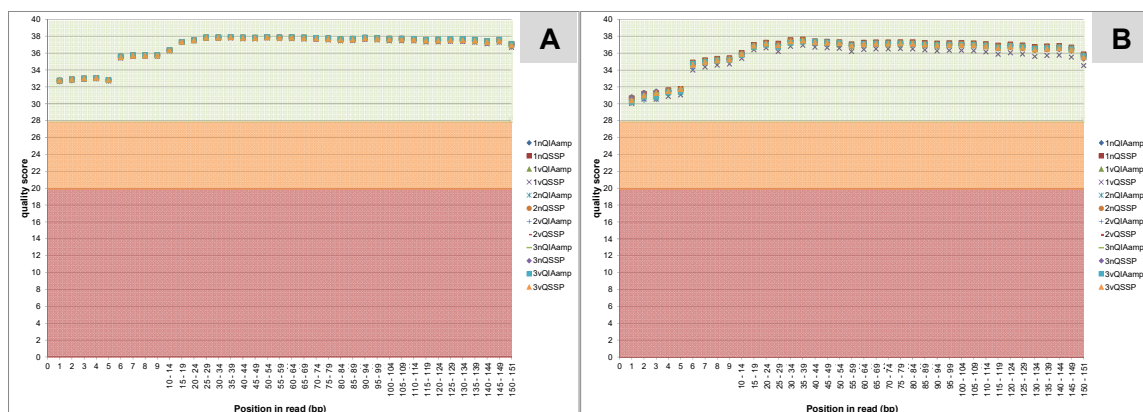 A
40
38
36
34
32
30
28
26
24
22
20
18
16
14
12
10
8
6
4
2
0
quality score
0 1 2 3 4 5 6 7 8 9 10 - 14 15 - 19 20 - 24 25 - 29 30 - 34 35 - 39 40 - 44 45 - 49 50 - 54 55 - 59 60 - 64 65 - 69 70 - 74 75 - 79 80 - 84 85 - 89 90 - 94 95 - 99 100 - 104 105 - 109 110 - 114 115 - 119 120 - 124 125 - 129 130 - 134 135 - 139 140 - 144 145 - 149 150 - 151
Position in read (bp)
1nQIAamp
1nQSSP
1vQIAamp
1vQSSP
2nQIAamp
2nQSSP
2vQIAamp
2vQSSP
3nQIAamp
3nQSSP
3vQIAamp
3vQSSP
B
40
38
36
34
32
30
28
26
24
22
20
18
16
14
12
10
8
6
4
2
0
quality score
0 1 2 3 4 5 6 7 8 9 10 - 14 15 - 19 20 - 24 25 - 29 30 - 34 35 - 39 40 - 44 45 - 49 50 - 54 55 - 59 60 - 64 65 - 69 70 - 74 75 - 79 80 - 84 85 - 89 90 - 94 95 - 99 100 - 104 105 - 109 110 - 114 115 - 119 120 - 124 125 - 129 130 - 134 135 - 139 140 - 144 145 - 149 150 - 151
Position in read (bp)
1nQIAamp
1nQSSP
1vQIAamp
1vQSSP
2nQIAamp
2nQSSP
2vQIAamp
2vQSSP
3nQIAamp
3nQSSP
3vQIAamp
3vQSSP